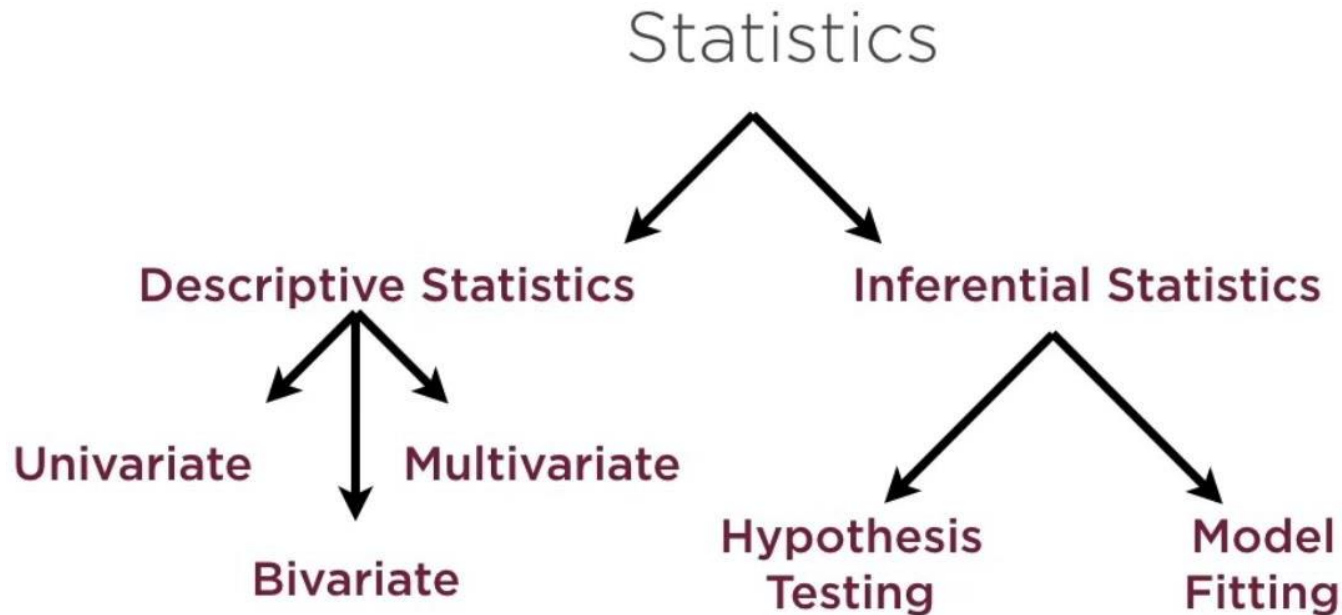 Statistics
Descriptive Statistics
Inferential Statistics
Univariate
Multivariate
Bivariate
Hypothesis
Testing
Model
Fitting